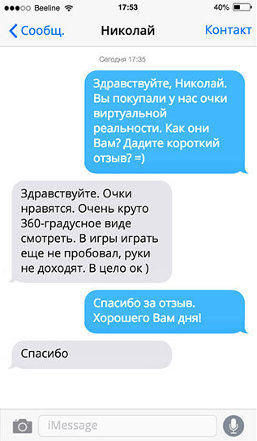 Beeline 17:53 40%
Сообщ. Николай Контакт
Сегодня 17:35
Здравствуйте, Николай.
Вы покупали у нас очки
виртуальной
реальности. Как они
Вам? Дадите короткий
отзыв? =)
Здравствуйте. Очки
нравятся. Очень круто
360-градусное виде
смотреть. В игры играть
еще не пробовал, руки
не доходят. В цело ок )
Спасибо за отзыв.
Хорошего Вам дня!
Спасибо
iMessage